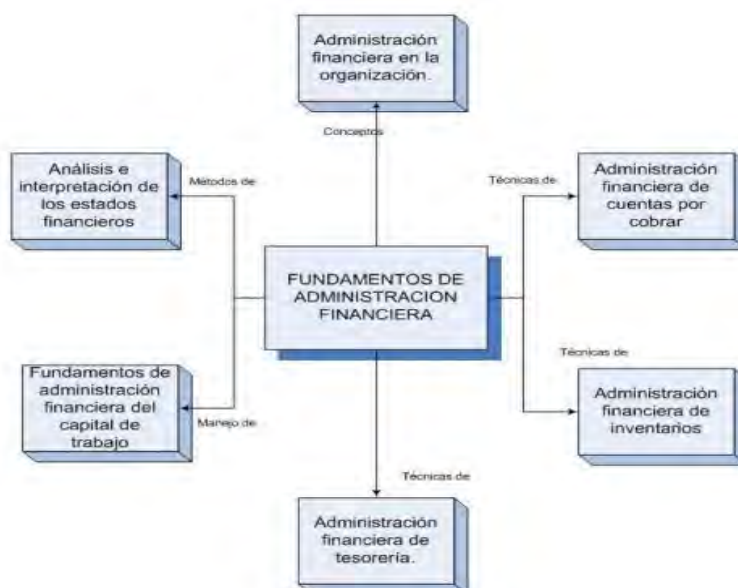 Administración
financiera en la
organización.
Conceptos
Análisis e
interpretación de
los estados
financieros
Métodos de
Técnicas de
Administración
financiera de
cuentas por
cobrar
FUNDAMENTOS DE
ADMINISTRACION
FINANCIERA
Fundamentos de
administración
financiera del
capital de
trabajo
Manejo de
Técnicas de
Administración
financiera de
inventarios
Técnicas de
Administración
financiera de
tesorería.